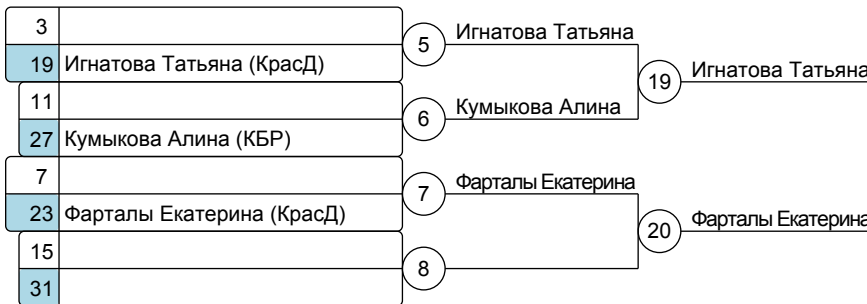 3
19 Игнатова Татьяна (КрасД)
11
27 Кумыкова Алина (КБР)
7
23 Фарталы Екатерина (КрасД)
15
31
5
6
7
8
Игнатова Татьяна
Кумыкова Алина
Фарталы Екатерина
19
20
Игнатова Татьяна
Фарталы Екатерина